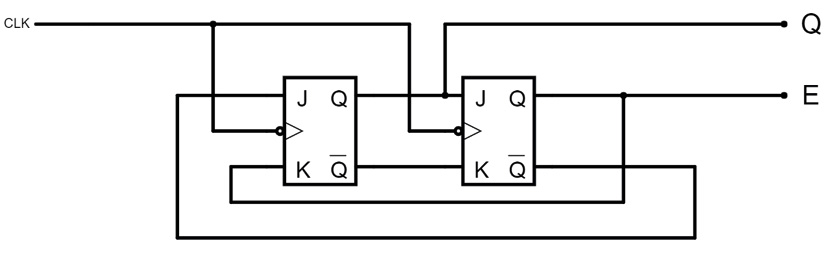 CLK Q
J Q J Q E
K Q̅ K Q̅